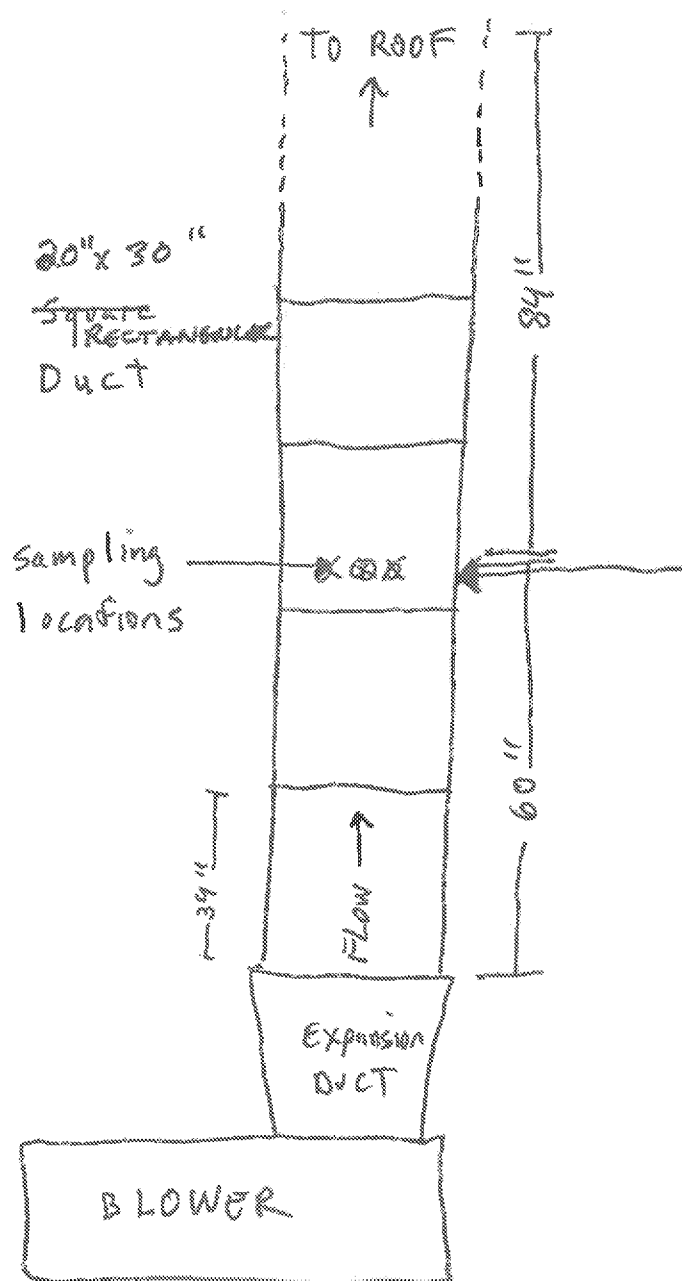 TO ROOF
20" x 30"
Square
RECTANGULAR
Duct
84"
Sampling
locations
60"
34"
FLOW
Expansion
DUCT
BLOWER